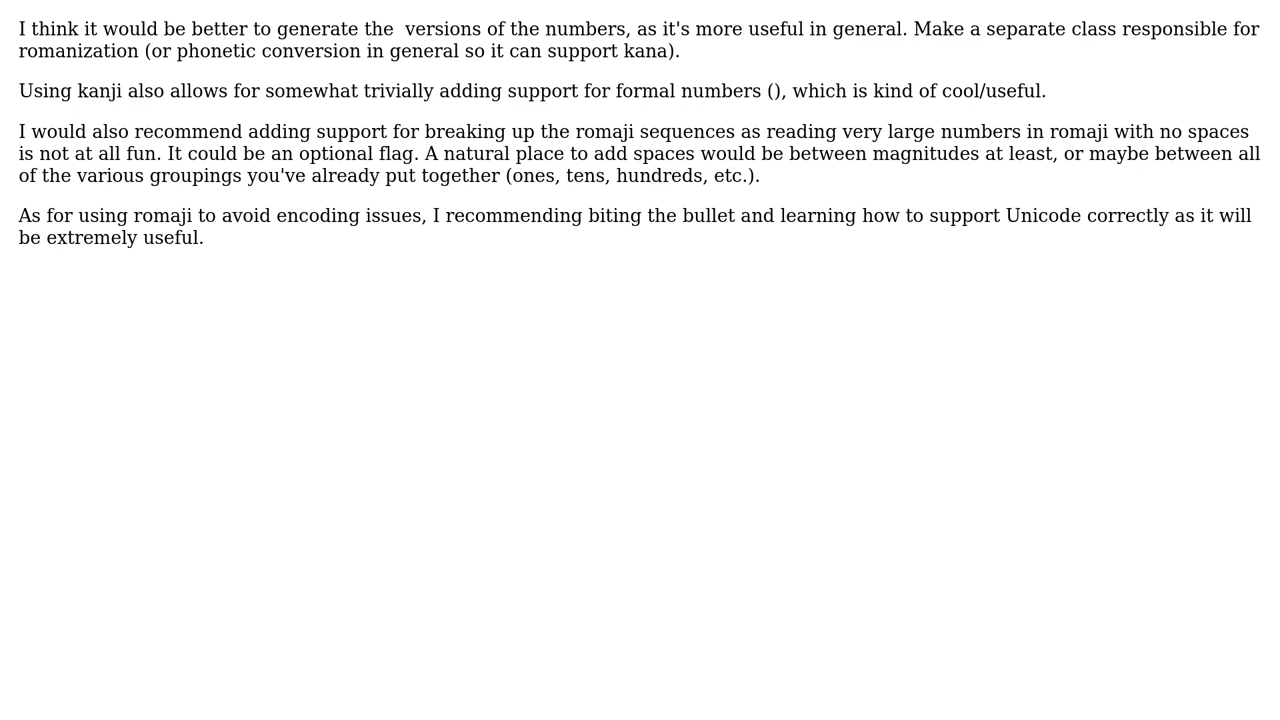 I think it would be better to generate the  versions of the numbers, as it's more useful in general. Make a separate class responsible for
romanization (or phonetic conversion in general so it can support kana).
Using kanji also allows for somewhat trivially adding support for formal numbers (), which is kind of cool/useful.
I would also recommend adding support for breaking up the romaji sequences as reading very large numbers in romaji with no spaces
is not at all fun. It could be an optional flag. A natural place to add spaces would be between magnitudes at least, or maybe between all
of the various groupings you've already put together (ones, tens, hundreds, etc.).
As for using romaji to avoid encoding issues, I recommending biting the bullet and learning how to support Unicode correctly as it will
be extremely useful.